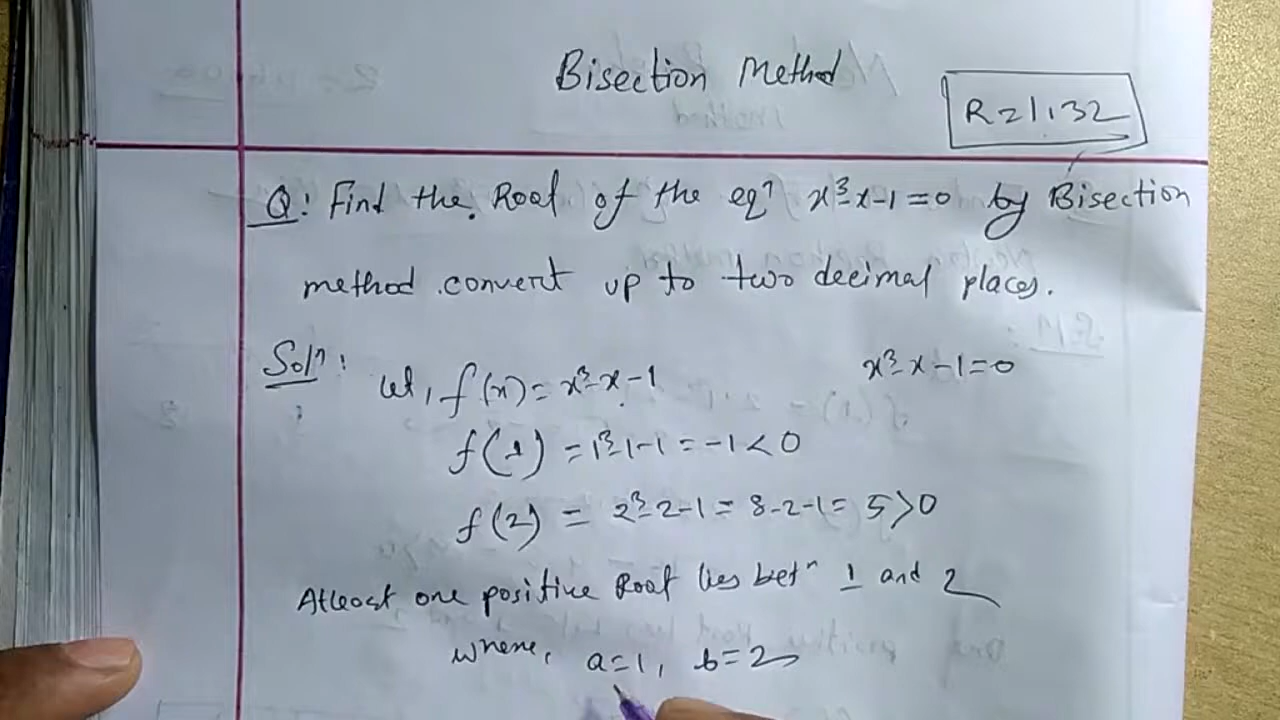 Bisection Method
R=1.32
Q: Find the Root of the eqn x³-x-1=0 by Bisection
method convert up to two decimal places.
Soln: let, f(x) = x³-x-1
x³-x-1=0
f(1) = 1³-1-1 = -1<0
f(2) = 2³-2-1 = 8-2-1 = 5>0
Atleast one positive Root lies betn 1 and 2
where, a=1, b=2